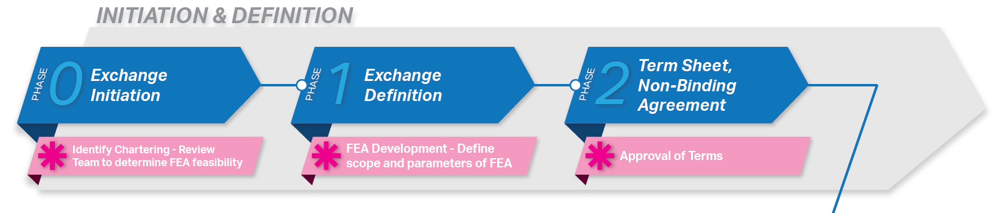 INITIATION & DEFINITION
PHASE 0
Exchange
Initiation
PHASE 1
Exchange
Definition
PHASE 2
Term Sheet,
Non-Binding
Agreement
Identify Chartering - Review
Team to determine FEA feasibility
FEA Development - Define
scope and parameters of FEA
Approval of Terms